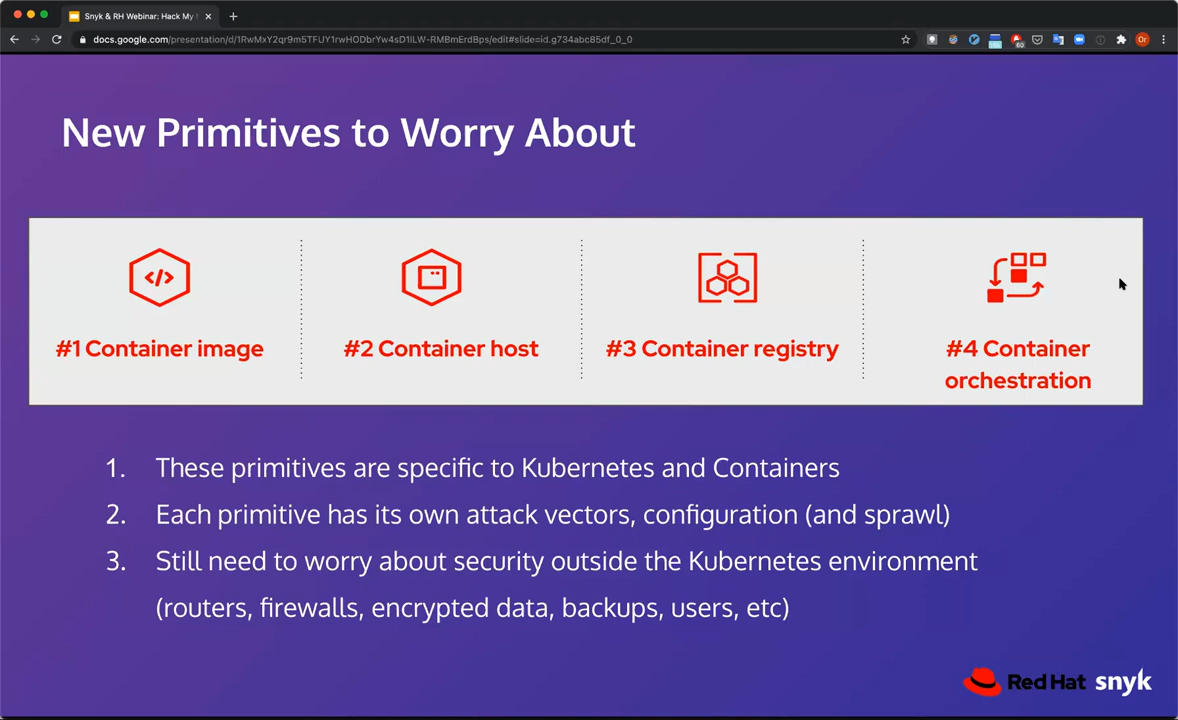 Snyk & RH Webinar: Hack My
docs.google.com/presentation/d/1RwMxY2qr9m5TFUY1rwHODbrYw4sD1ILW-RMBmErdBps/edit#slide=id.g734abc85df_0_0
60
Or
New Primitives to Worry About
</>
#1 Container image
#2 Container host
#3 Container registry
#4 Container
orchestration
1. These primitives are specific to Kubernetes and Containers
2. Each primitive has its own attack vectors, configuration (and sprawl)
3. Still need to worry about security outside the Kubernetes environment
(routers, firewalls, encrypted data, backups, users, etc)
Red Hat snyk